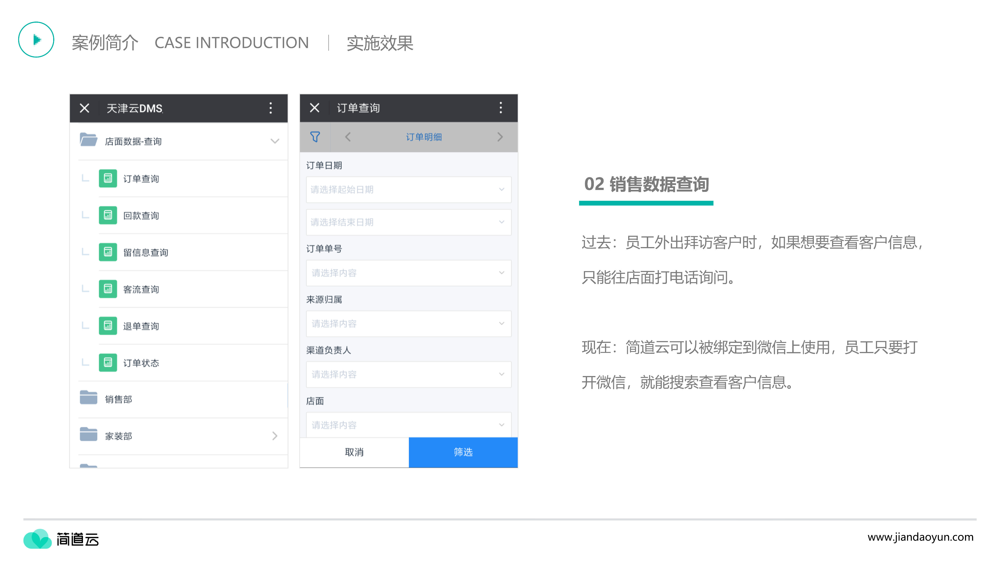 案例简介 CASE INTRODUCTION 实施效果
天津云DMS
店面数据-查询
订单查询
回款查询
留信息查询
客流查询
退单查询
订单状态
销售部
家装部
订单查询
订单明细
订单日期
请选择起始日期
请选择结束日期
订单单号
请选择内容
来源归属
请选择内容
渠道负责人
请选择内容
店面
请选择内容
取消 筛选
02 销售数据查询
过去：员工外出拜访客户时，如果想要查看客户信息，
只能往店面打电话询问。
现在：简道云可以被绑定到微信上使用，员工只要打
开微信，就能搜索查看客户信息。
简道云
www.jiandaoyun.com